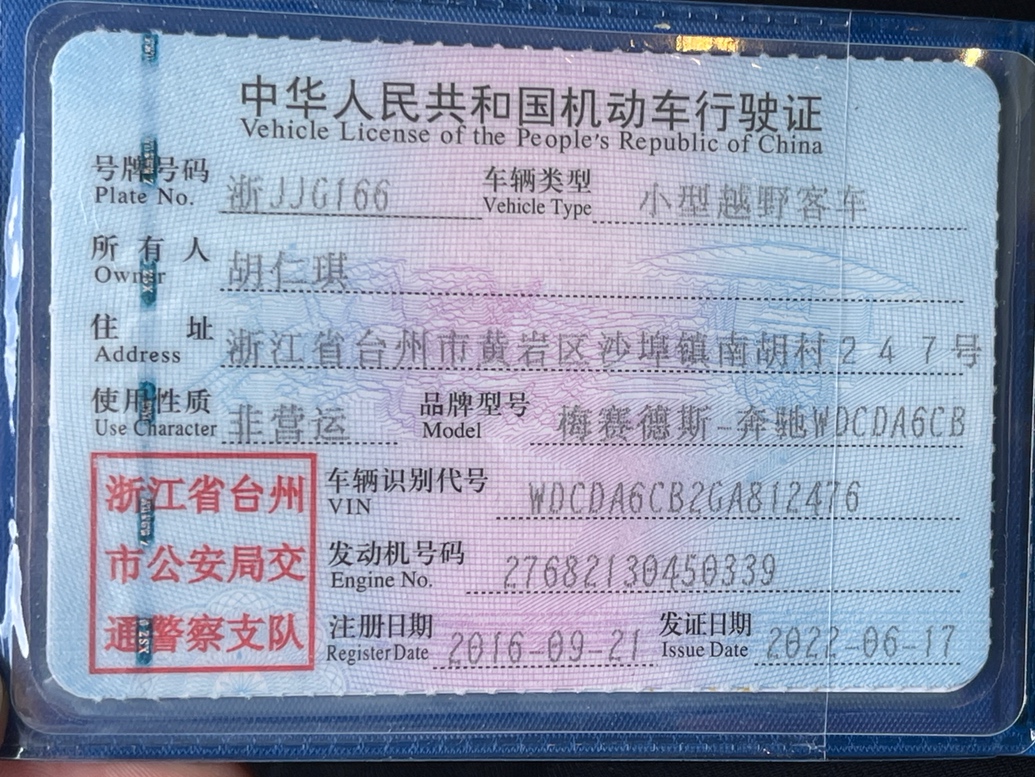 中华人民共和国机动车行驶证
Vehicle License of the People's Republic of China
号牌号码 浙JJG166 车辆类型 小型越野客车
Plate No. Vehicle Type
所有人 胡仁琪
Owner
住址 浙江省台州市黄岩区沙埠镇南胡村247号
Address
使用性质 非营运 品牌型号 梅赛德斯-奔驰WDCDA6CB
Use Character Model
浙江省台州
市公安局交
通警察支队
车辆识别代号 WDCDA6CB2GA812476
VIN
发动机号码 27682130450339
Engine No.
注册日期 2016-09-21 发证日期 2022-06-17
Register Date Issue Date